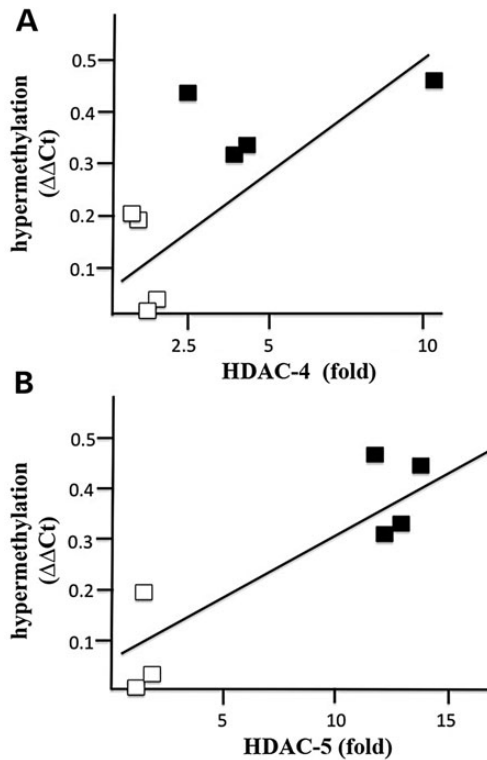 A
hypermethylation
(ΔΔCt)
0.5
0.4
0.3
0.2
0.1
2.5 5 10
HDAC-4 (fold)
B
hypermethylation
(ΔΔCt)
0.5
0.4
0.3
0.2
0.1
5 10 15
HDAC-5 (fold)